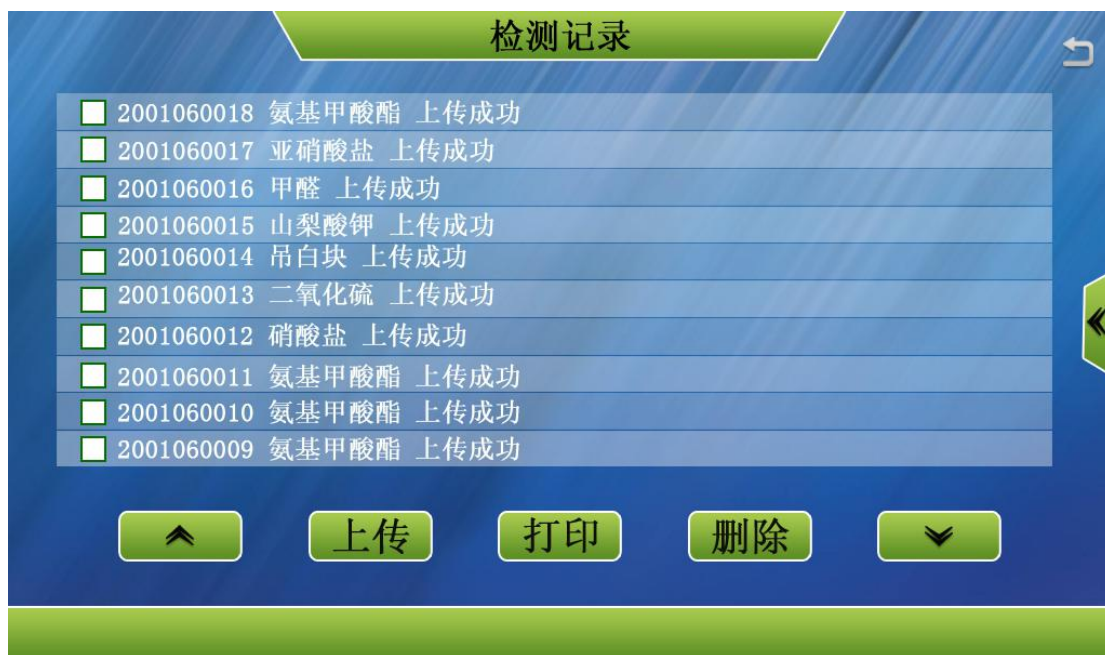 检测记录
2001060018 氨基甲酸酯 上传成功
2001060017 亚硝酸盐 上传成功
2001060016 甲醛 上传成功
2001060015 山梨酸钾 上传成功
2001060014 吊白块 上传成功
2001060013 二氧化硫 上传成功
2001060012 硝酸盐 上传成功
2001060011 氨基甲酸酯 上传成功
2001060010 氨基甲酸酯 上传成功
2001060009 氨基甲酸酯 上传成功
上传 打印 删除